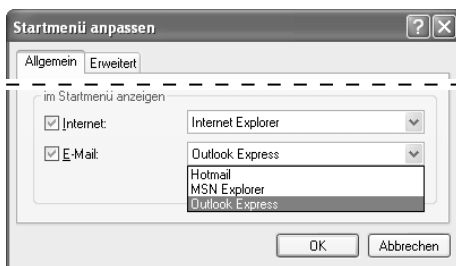 Startmenü anpassen
Allgemein Erweitert
im Startmenü anzeigen
Internet: Internet Explorer
E-Mail: Outlook Express
Hotmail
MSN Explorer
Outlook Express
OK Abbrechen